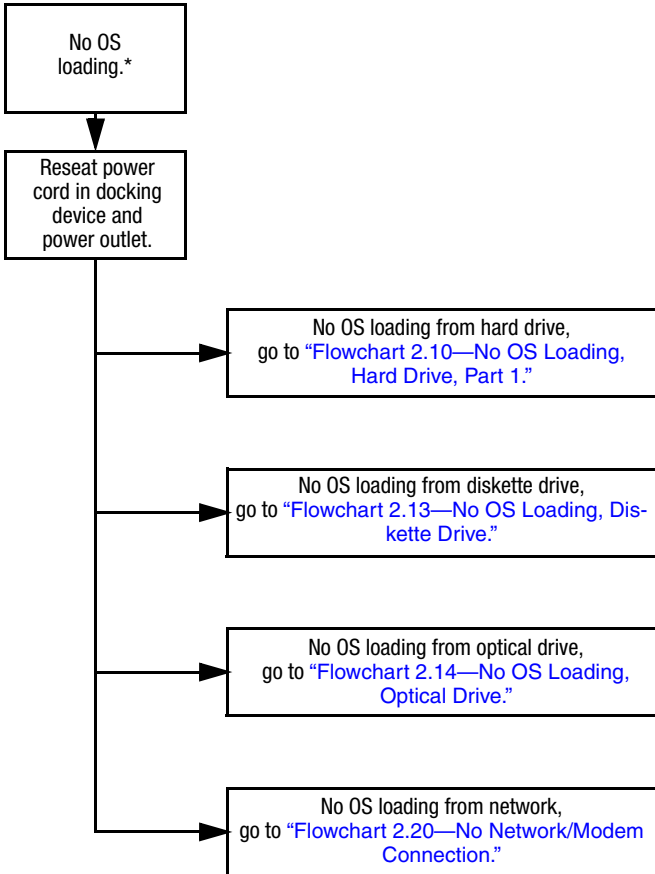 No OS
loading.*
Reseat power
cord in docking
device and
power outlet.
No OS loading from hard drive,
go to “Flowchart 2.10—No OS Loading,
Hard Drive, Part 1.”
No OS loading from diskette drive,
go to “Flowchart 2.13—No OS Loading, Dis-
kette Drive.”
No OS loading from optical drive,
go to “Flowchart 2.14—No OS Loading,
Optical Drive.”
No OS loading from network,
go to “Flowchart 2.20—No Network/Modem
Connection.”